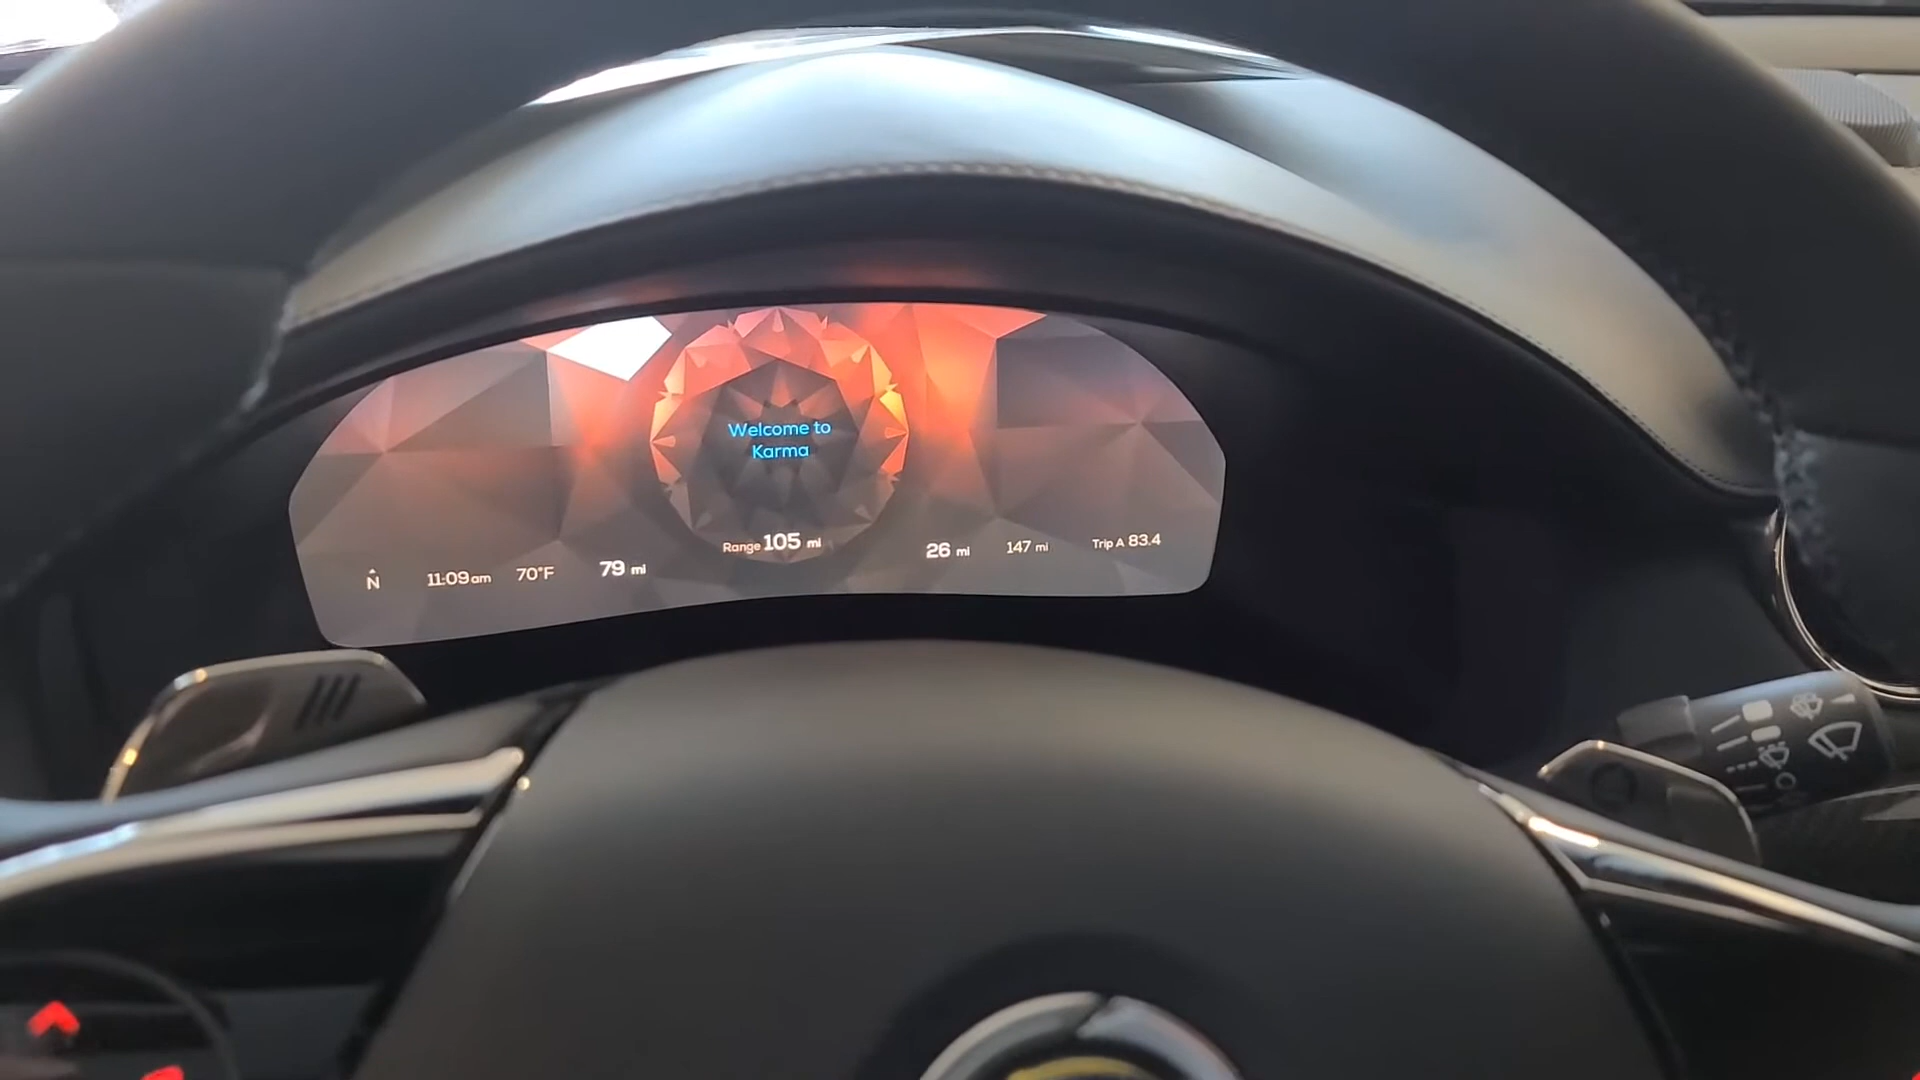 Welcome to
Karma
Range 105 mi
N 11:09 am 70°F 79 mi
26 mi 147 mi Trip A 83.4